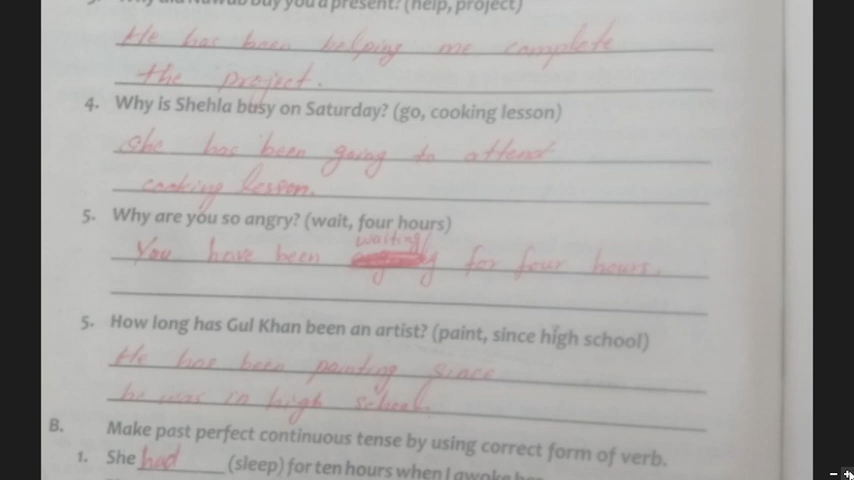 buy you a present? (help, project)
He has been helping me complete
the project.
4. Why is Shehla busy on Saturday? (go, cooking lesson)
She has been going to attend
cooking lesson.
5. Why are you so angry? (wait, four hours)
waiting
You have been for four hours.
5. How long has Gul Khan been an artist? (paint, since high school)
He has been painting since
he was in high school.
B. Make past perfect continuous tense by using correct form of verb.
1. She had (sleep) for ten hours when I awoke her